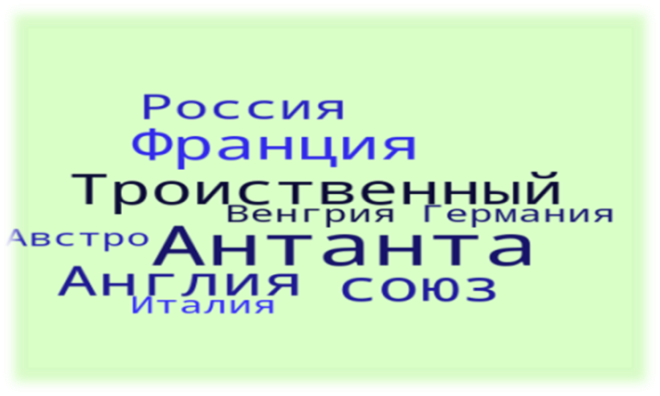 Россия
Франция
Троиственный
Венгрия Германия
Австро
Антанта
Англия союз
Италия